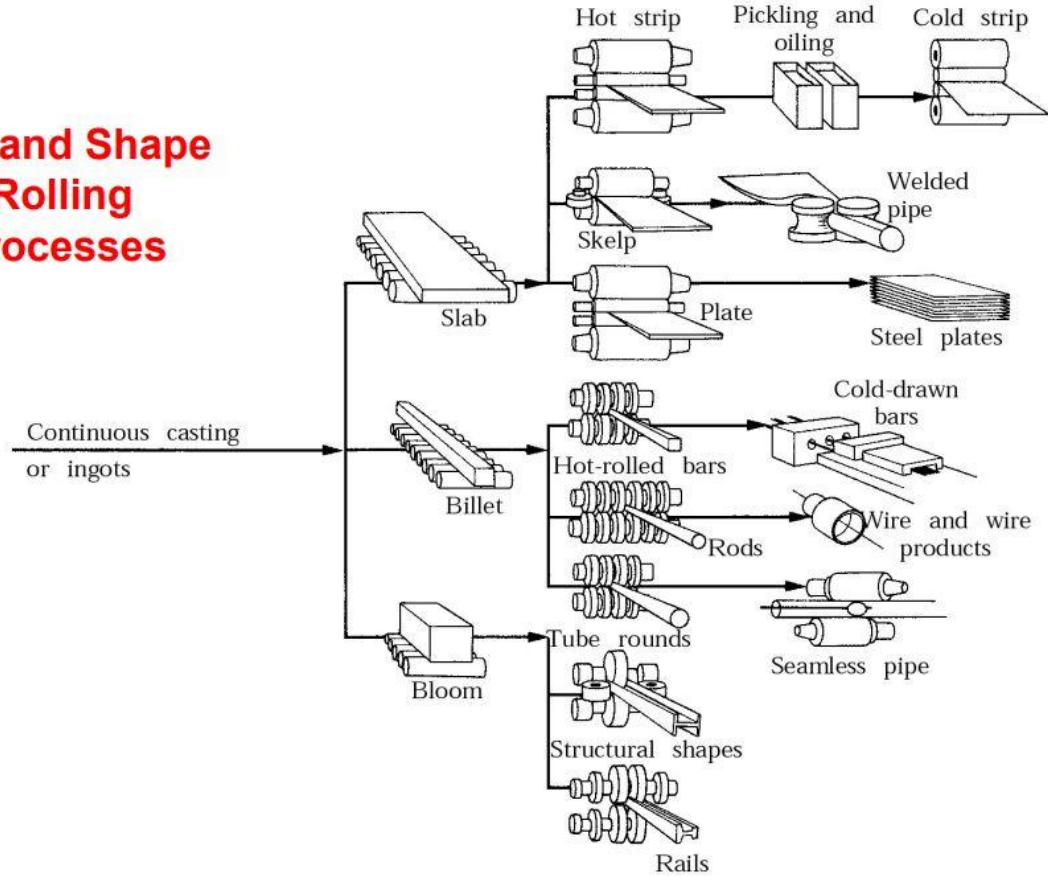 Hot strip
Pickling and
oiling
Cold strip
and Shape
Rolling
rocesses
Skelp
Welded
pipe
Slab
Plate
Steel plates
Continuous casting
or ingots
Billet
Hot-rolled bars
Cold-drawn
bars
Rods
Wire and wire
products
Tube rounds
Seamless pipe
Bloom
Structural shapes
Rails